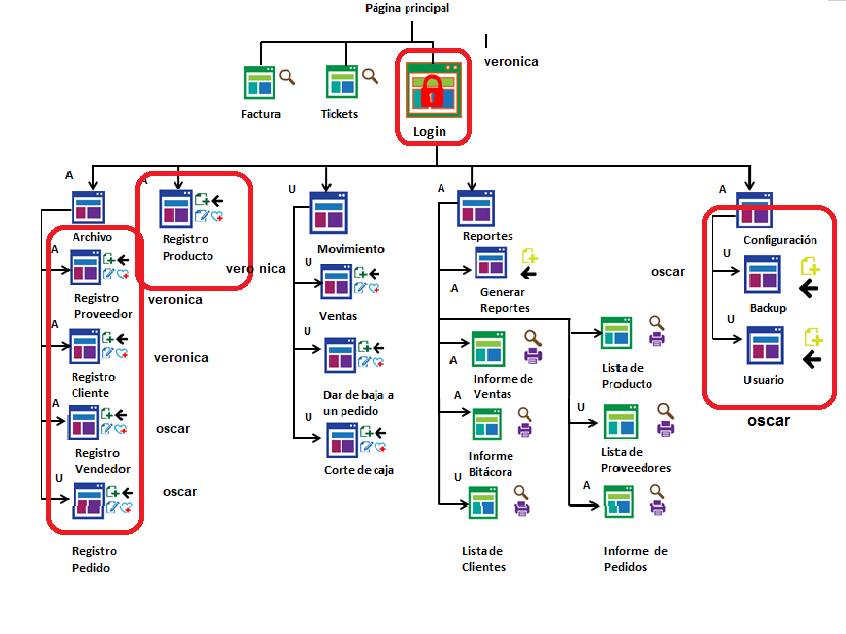 Página principal
veronica
Factura
Tickets
Login
A
A
U
A
A
Archivo
Registro
Producto
Movimiento
Reportes
Configuración
A
Registro
Proveedor
vero nica
veronica
U
Ventas
A
Generar
Reportes
oscar
U
Backup
A
Registro
Cliente
veronica
U
Dar de baja a
un pedido
A
Informe de
Ventas
Lista de
Producto
U
Usuario
oscar
A
Registro
Vendedor
oscar
U
Corte de caja
A
Informe
Bitácora
U
Lista de
Proveedores
U
Registro
Pedido
oscar
U
Lista de
Clientes
A
Informe de
Pedidos